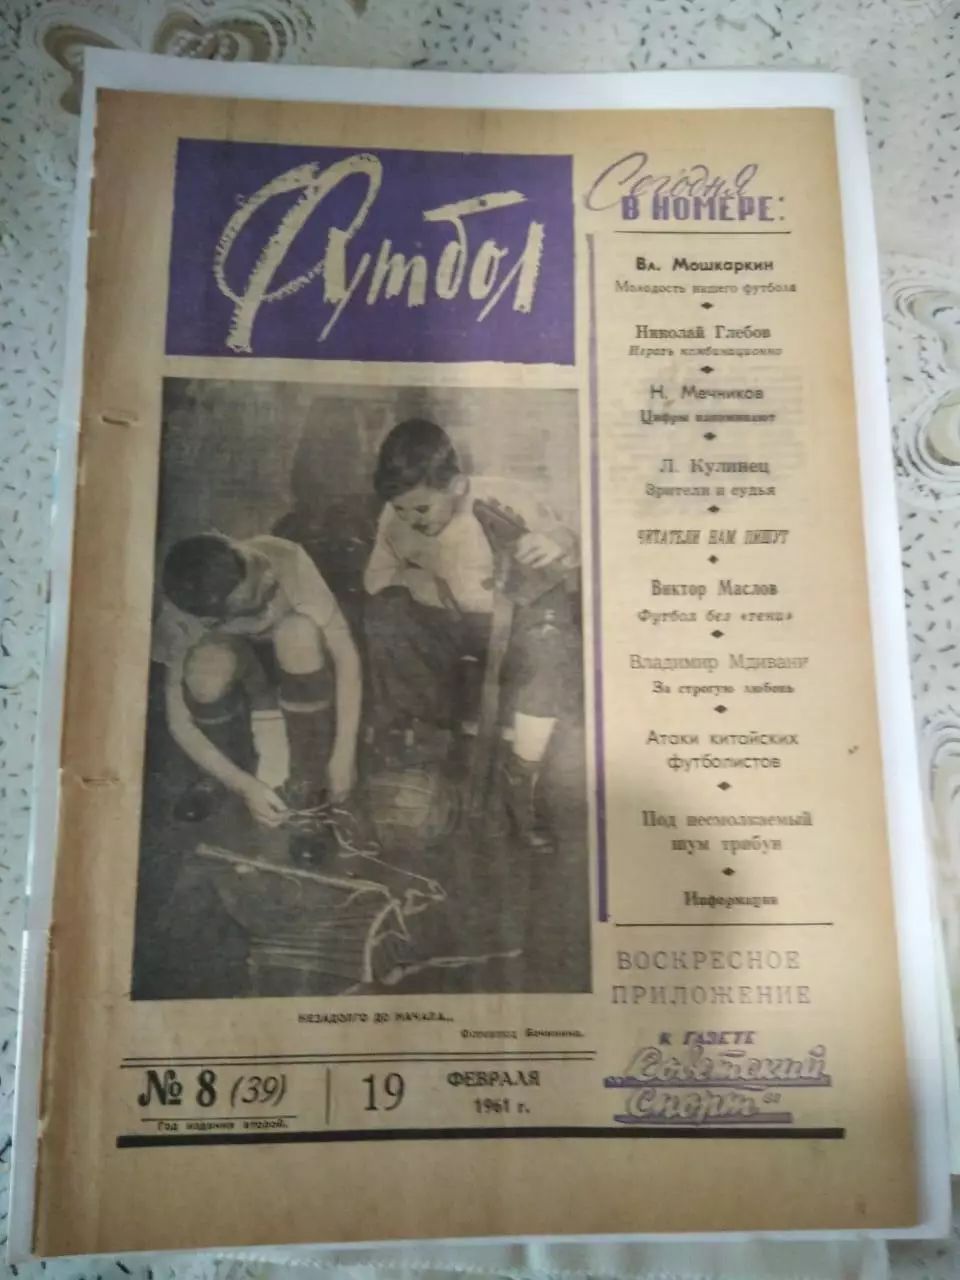 Футбол
Сегодня
В НОМЕРЕ:
Вл. Мошкаркин
Молодость нашего футбола
Николай Глебов
Играть комбинационно
Н. Мечников
Цифры напоминают
Л. Кулинец
Зрители и судья
ЧИТАТЕЛИ НАМ ПИШУТ
Виктор Маслов
Футбол без «тени»
Владимир Мдивани
За строгую любовь
Атаки китайских
футболистов
Под несмолкаемый
шум трибун
Информация
ВОСКРЕСНОЕ
ПРИЛОЖЕНИЕ
К ГАЗЕТЕ
„Советский
Спорт“
НЕЗАДОЛГО ДО НАЧАЛА...
Фотоэтюд Бочинина.
№ 8 (39)
Год издания второй.
19
ФЕВРАЛЯ
1961 г.